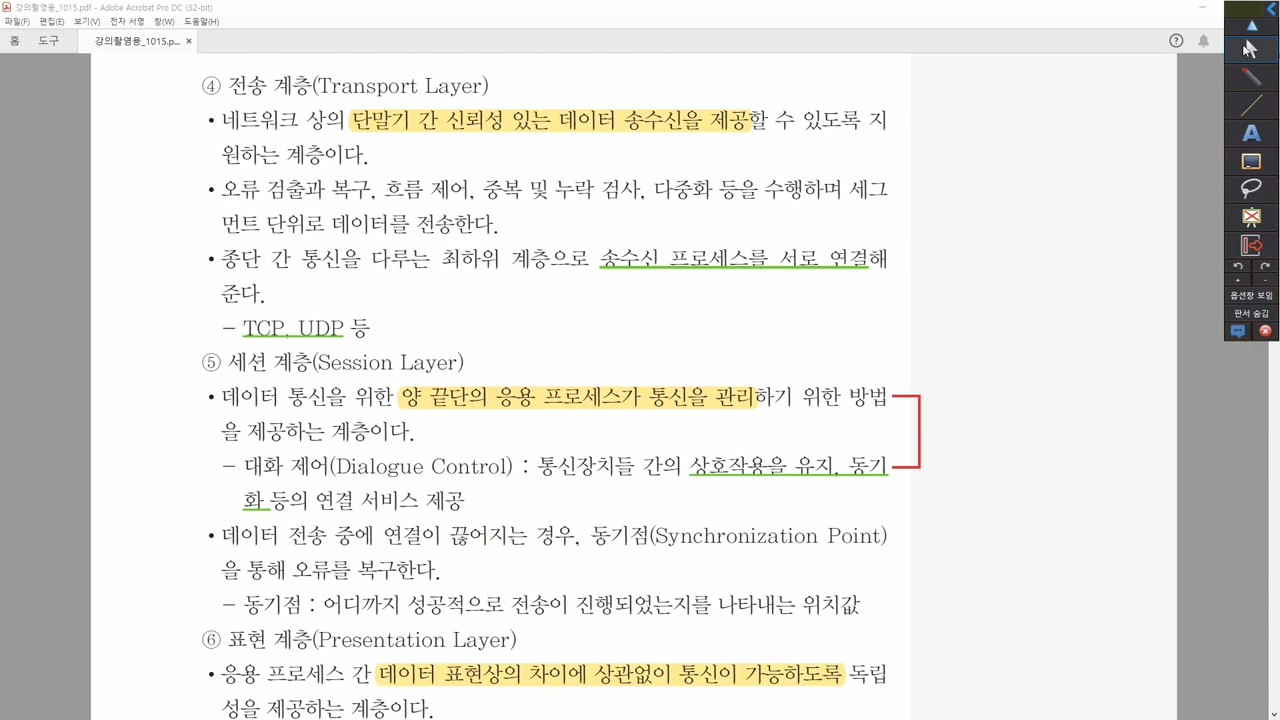 강의촬영용_1015.pdf - Adobe Acrobat Pro DC (32-bit)
파일(F) 편집(E) 보기(V) 전자 서명 창(W) 도움말(H)
홈 도구 강의촬영용_1015.p... ×
④ 전송 계층(Transport Layer)
• 네트워크 상의 단말기 간 신뢰성 있는 데이터 송수신을 제공할 수 있도록 지
원하는 계층이다.
• 오류 검출과 복구, 흐름 제어, 중복 및 누락 검사, 다중화 등을 수행하며 세그
먼트 단위로 데이터를 전송한다.
• 종단 간 통신을 다루는 최하위 계층으로 송수신 프로세스를 서로 연결해
준다.
– TCP, UDP 등
⑤ 세션 계층(Session Layer)
• 데이터 통신을 위한 양 끝단의 응용 프로세스가 통신을 관리하기 위한 방법
을 제공하는 계층이다.
– 대화 제어(Dialogue Control) : 통신장치들 간의 상호작용을 유지, 동기
화 등의 연결 서비스 제공
• 데이터 전송 중에 연결이 끊어지는 경우, 동기점(Synchronization Point)
을 통해 오류를 복구한다.
– 동기점 : 어디까지 성공적으로 전송이 진행되었는지를 나타내는 위치값
⑥ 표현 계층(Presentation Layer)
• 응용 프로세스 간 데이터 표현상의 차이에 상관없이 통신이 가능하도록 독립
성을 제공하는 계층이다.
A
+ -
옵션창 보임
판서 숨김